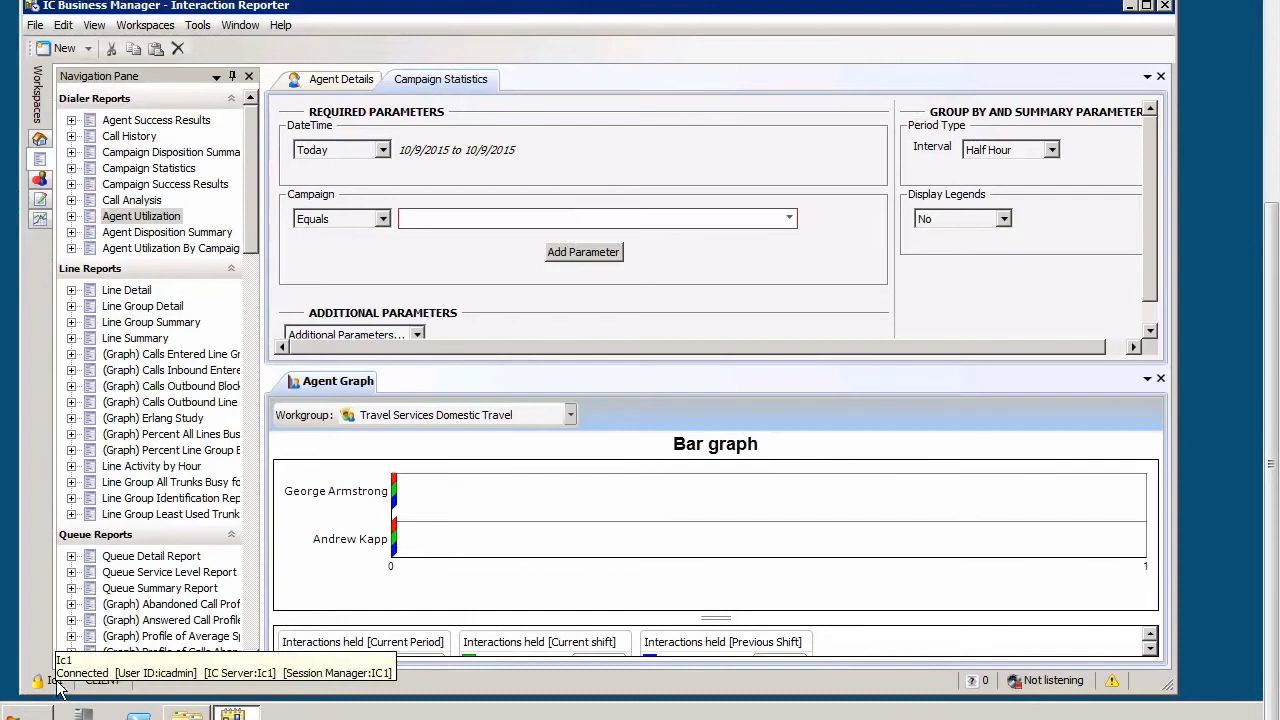 IC Business Manager - Interaction Reporter
File Edit View Workspaces Tools Window Help
New
Workspaces
Navigation Pane
Dialer Reports
Agent Success Results
Call History
Campaign Disposition Summa
Campaign Statistics
Campaign Success Results
Call Analysis
Agent Utilization
Agent Disposition Summary
Agent Utilization By Campaig
Line Reports
Line Detail
Line Group Detail
Line Group Summary
Line Summary
(Graph) Calls Entered Line Gr
(Graph) Calls Inbound Entere
(Graph) Calls Outbound Block
(Graph) Calls Outbound Line
(Graph) Erlang Study
(Graph) Percent All Lines Bus
(Graph) Percent Line Group E
Line Activity by Hour
Line Group All Trunks Busy fo
Line Group Identification Rep
Line Group Least Used Trunk
Queue Reports
Queue Detail Report
Queue Service Level Report
Queue Summary Report
(Graph) Abandoned Call Prof
(Graph) Answered Call Profile
(Graph) Profile of Average Sp
Agent Details
Campaign Statistics
REQUIRED PARAMETERS
DateTime
Today 10/9/2015 to 10/9/2015
Campaign
Equals
Add Parameter
ADDITIONAL PARAMETERS
Additional Parameters...
GROUP BY AND SUMMARY PARAMETER
Period Type
Interval Half Hour
Display Legends
No
Agent Graph
Workgroup: Travel Services Domestic Travel
Bar graph
George Armstrong
Andrew Kapp
0 1
Interactions held [Current Period] Interactions held [Current shift] Interactions held [Previous Shift]
Ic1
Connected [User ID:icadmin] [IC Server:Ic1] [Session Manager:IC1]
0 Not listening